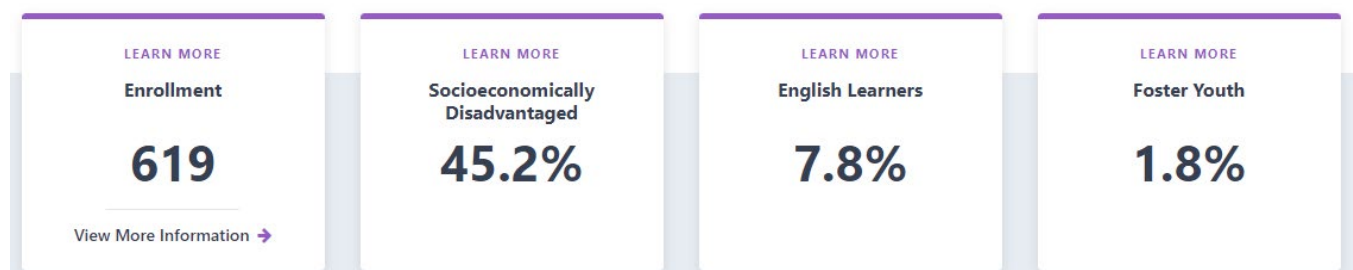 LEARN MORE
Enrollment
619
View More Information
LEARN MORE
Socioeconomically
Disadvantaged
45.2%
LEARN MORE
English Learners
7.8%
LEARN MORE
Foster Youth
1.8%